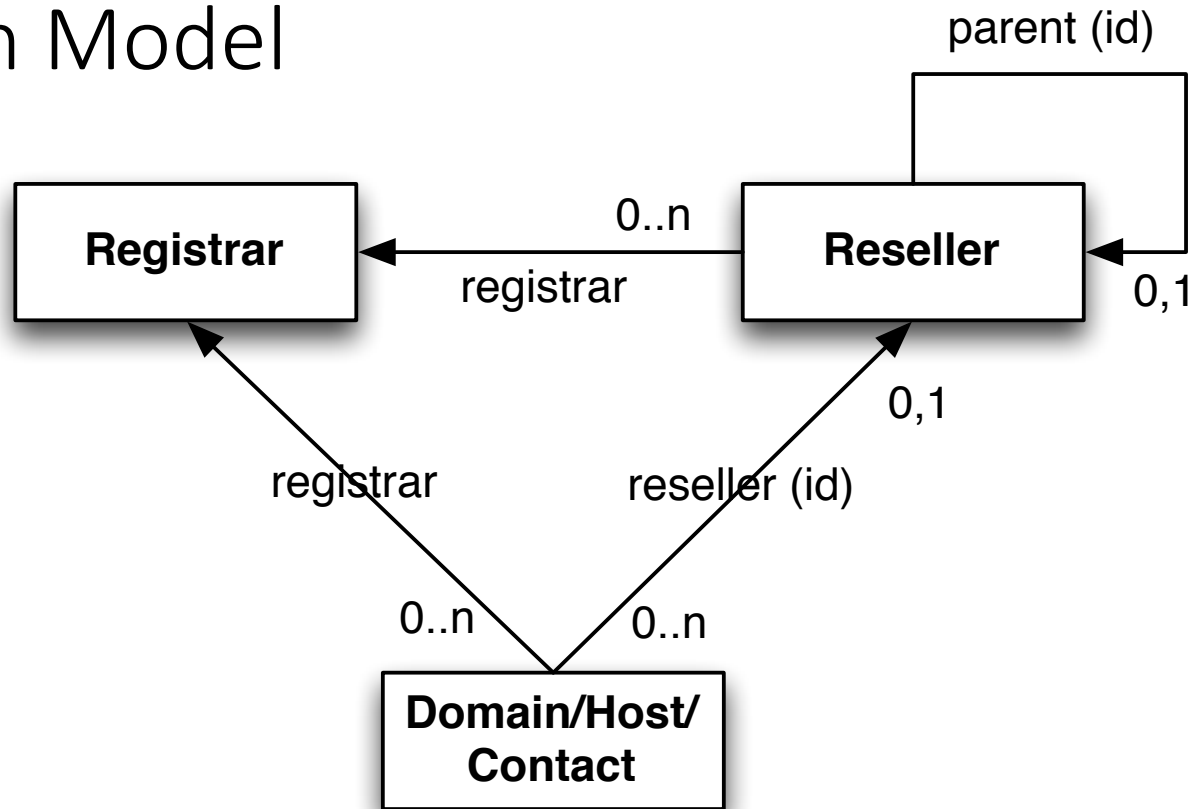 n Model
parent (id)
0..n
Registrar
Reseller
registrar
0,1
0,1
registrar
reseller (id)
0..n
0..n
Domain/Host/
Contact